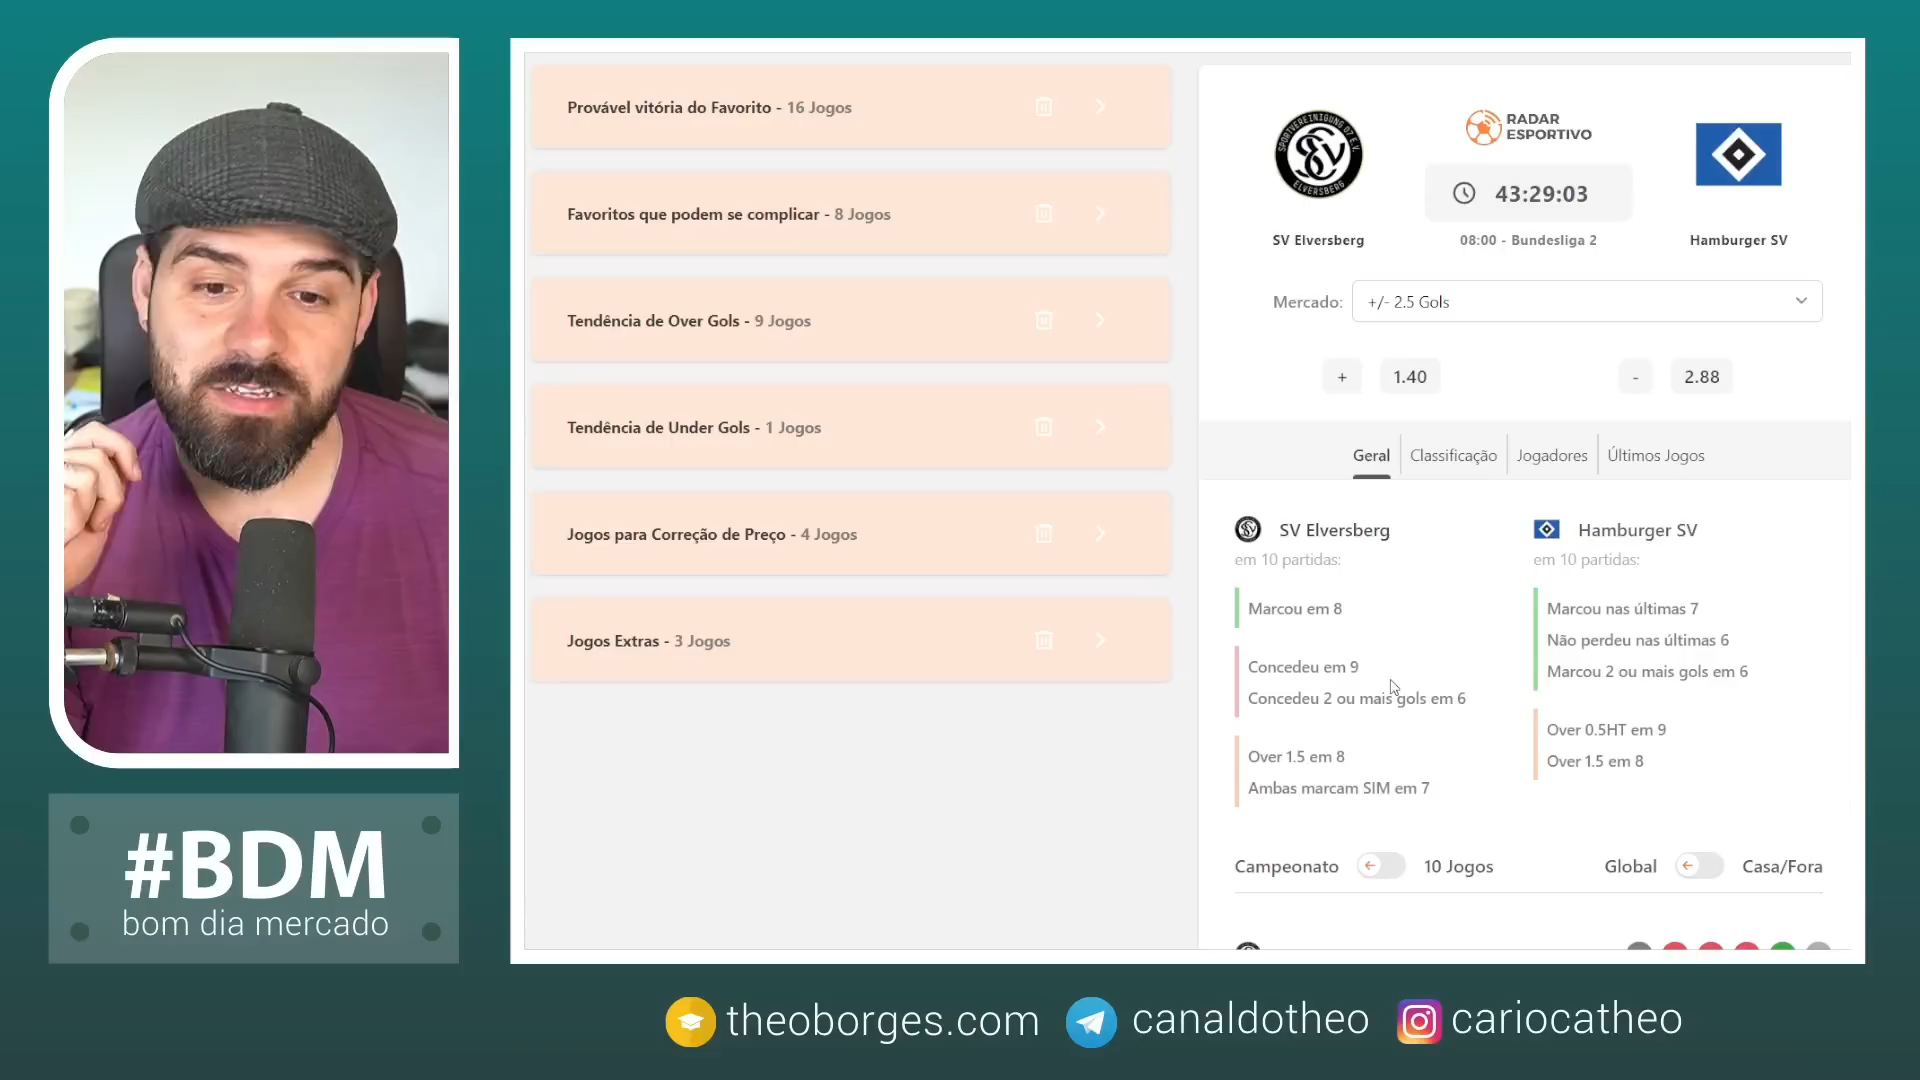 #BDM
bom dia mercado
Provável vitória do Favorito - 16 Jogos
Favoritos que podem se complicar - 8 Jogos
Tendência de Over Gols - 9 Jogos
Tendência de Under Gols - 1 Jogos
Jogos para Correção de Preço - 4 Jogos
Jogos Extras - 3 Jogos
SPORTVEREINIGUNG 07 E.V.
SV
ELVERSBERG
RADAR
ESPORTIVO
43:29:03
SV Elversberg
08:00 - Bundesliga 2
Hamburger SV
Mercado: +/- 2.5 Gols
+ 1.40 - 2.88
Geral Classificação Jogadores Últimos Jogos
SV Elversberg
em 10 partidas:
Marcou em 8
Concedeu em 9
Concedeu 2 ou mais gols em 6
Over 1.5 em 8
Ambas marcam SIM em 7
Hamburger SV
em 10 partidas:
Marcou nas últimas 7
Não perdeu nas últimas 6
Marcou 2 ou mais gols em 6
Over 0.5HT em 9
Over 1.5 em 8
Campeonato 10 Jogos Global Casa/Fora
theoborges.com canaldotheo cariocatheo